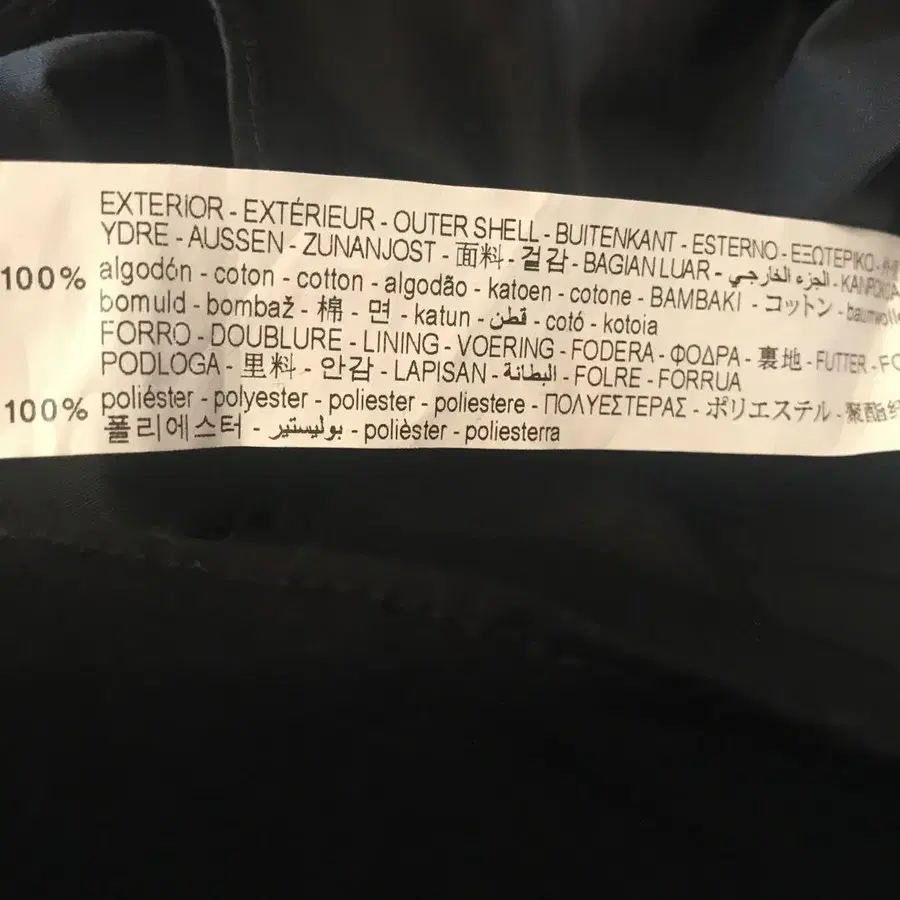 EXTERIOR - EXTÉRIEUR - OUTER SHELL - BUITENKANT - ESTERNO - ΕΞΩΤΕΡΙΚΟ -
YDRE - AUSSEN - ZUNANJOST - 面料 - 겉감 - BAGIAN LUAR - الجزء الخارجي -
100% algodón - coton - cotton - algodão - katoen - cotone - BAMBAKI - コットン -
bomuld - bombaž - 棉 - 면 - katun - قطن - cotó - kotoia
FORRO - DOUBLURE - LINING - VOERING - FODERA - ΦΟΔΡΑ - 裏地 - FUTTER -
PODLOGA - 里料 - 안감 - LAPISAN - البطانة - FOLRE - FORRUA
100% poliéster - polyester - poliester - poliestere - ΠΟΛΥΕΣΤΕΡΑΣ - ポリエステル - 聚酯
폴리에스터 - بوليستير - polièster - poliesterra